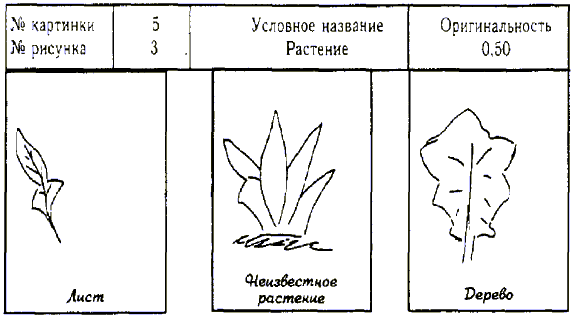 № картинки 5 Условное название Оригинальность
№ рисунка 3 Растение 0,50
Лист
Неизвестное
растение
Дерево